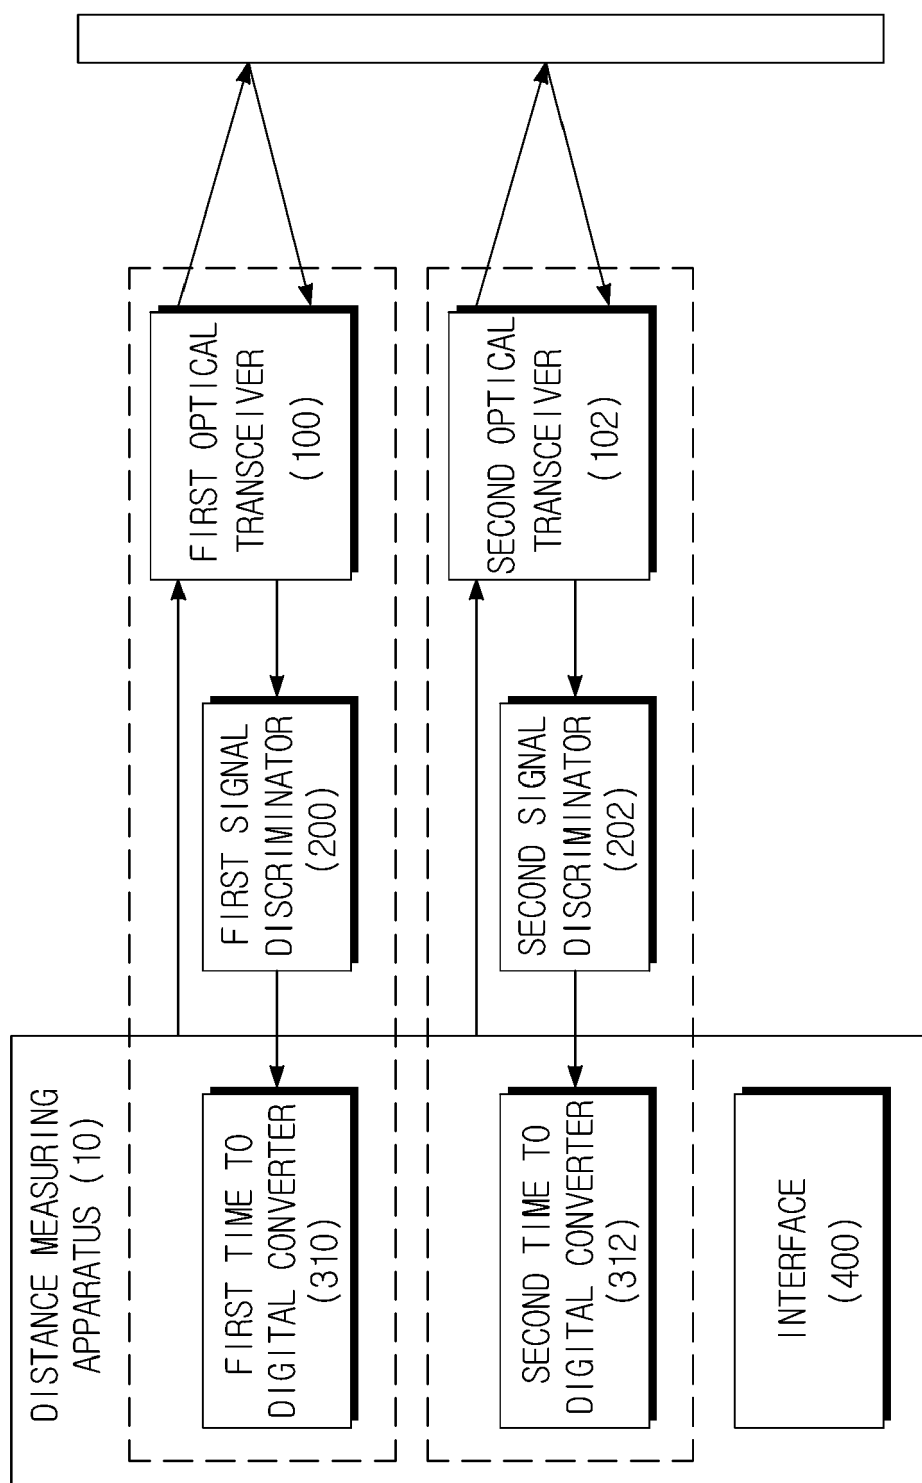 DISTANCE MEASURING
APPARATUS (10)
FIRST TIME TO
DIGITAL CONVERTER
(310)
FIRST SIGNAL
DISCRIMINATOR
(200)
FIRST OPTICAL
TRANSCEIVER
(100)
SECOND TIME TO
DIGITAL CONVERTER
(312)
SECOND SIGNAL
DISCRIMINATOR
(202)
SECOND OPTICAL
TRANSCEIVER
(102)
INTERFACE
(400)